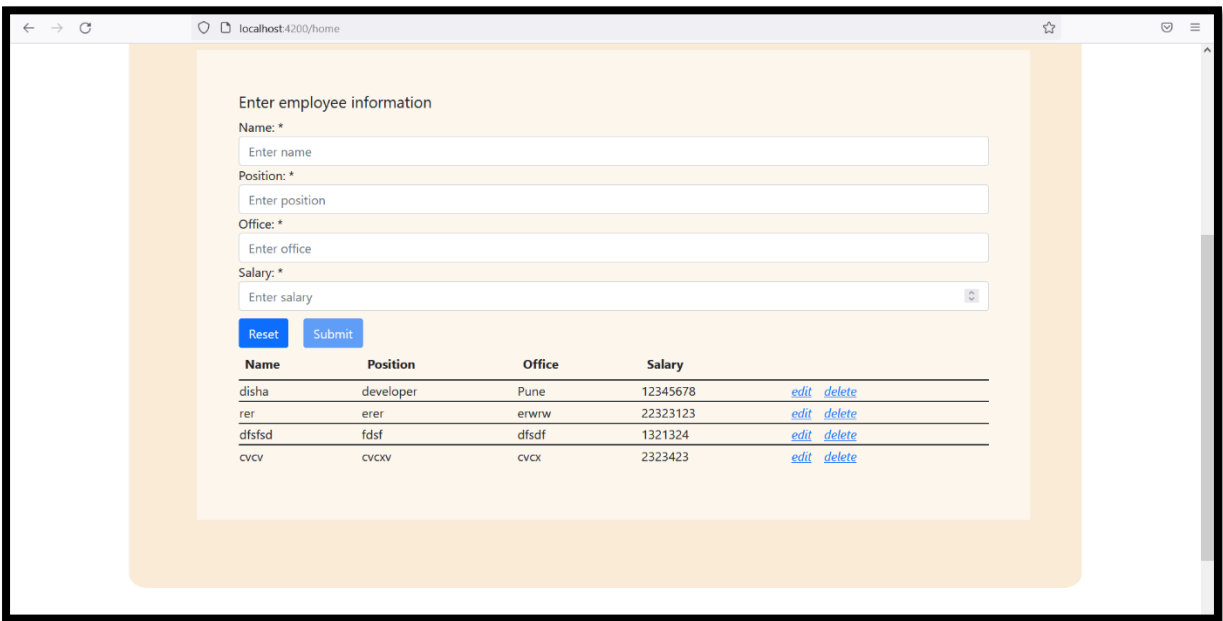 localhost:4200/home
Enter employee information
Name: *
Enter name
Position: *
Enter position
Office: *
Enter office
Salary: *
Enter salary
Reset Submit
Name Position Office Salary
disha developer Pune 12345678 edit delete
rer erer erwrw 22323123 edit delete
dfsfsd fdsf dfsdf 1321324 edit delete
cvcv cvcxv cvcx 2323423 edit delete